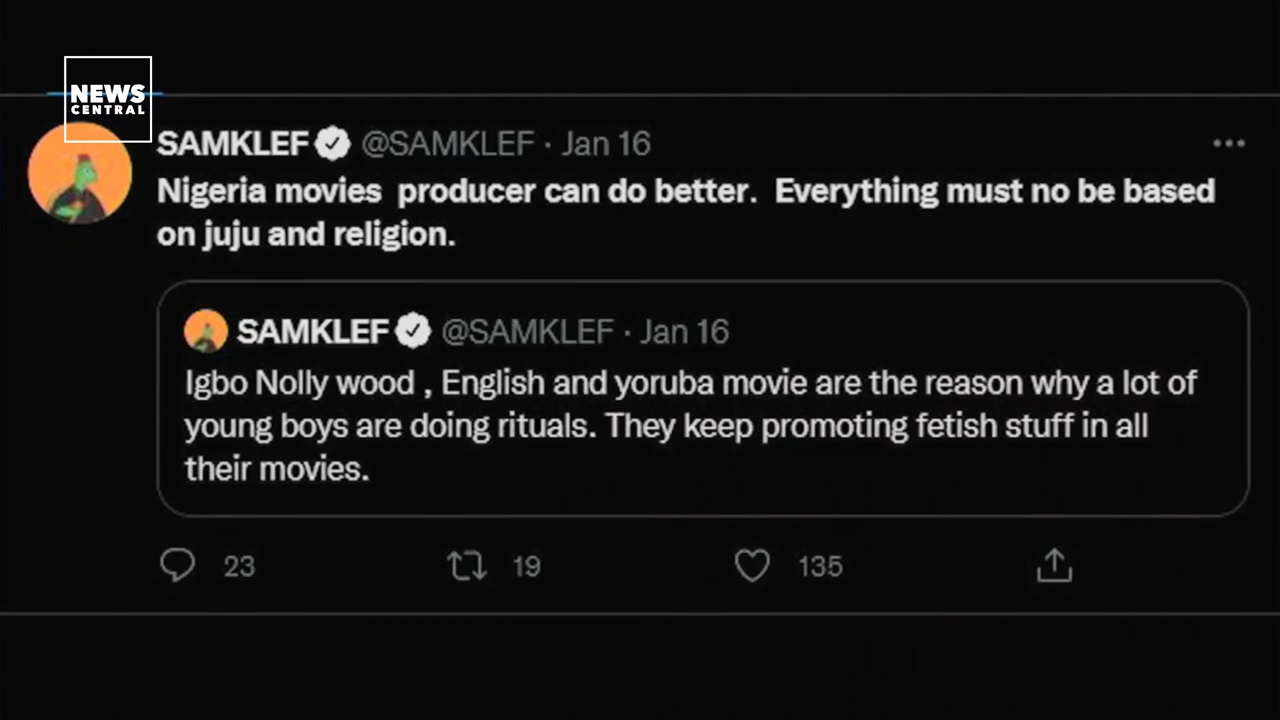 NEWS
CENTRAL
SAMKLEF @SAMKLEF · Jan 16
Nigeria movies producer can do better. Everything must no be based
on juju and religion.
SAMKLEF @SAMKLEF · Jan 16
Igbo Nolly wood , English and yoruba movie are the reason why a lot of
young boys are doing rituals. They keep promoting fetish stuff in all
their movies.
23 19 135